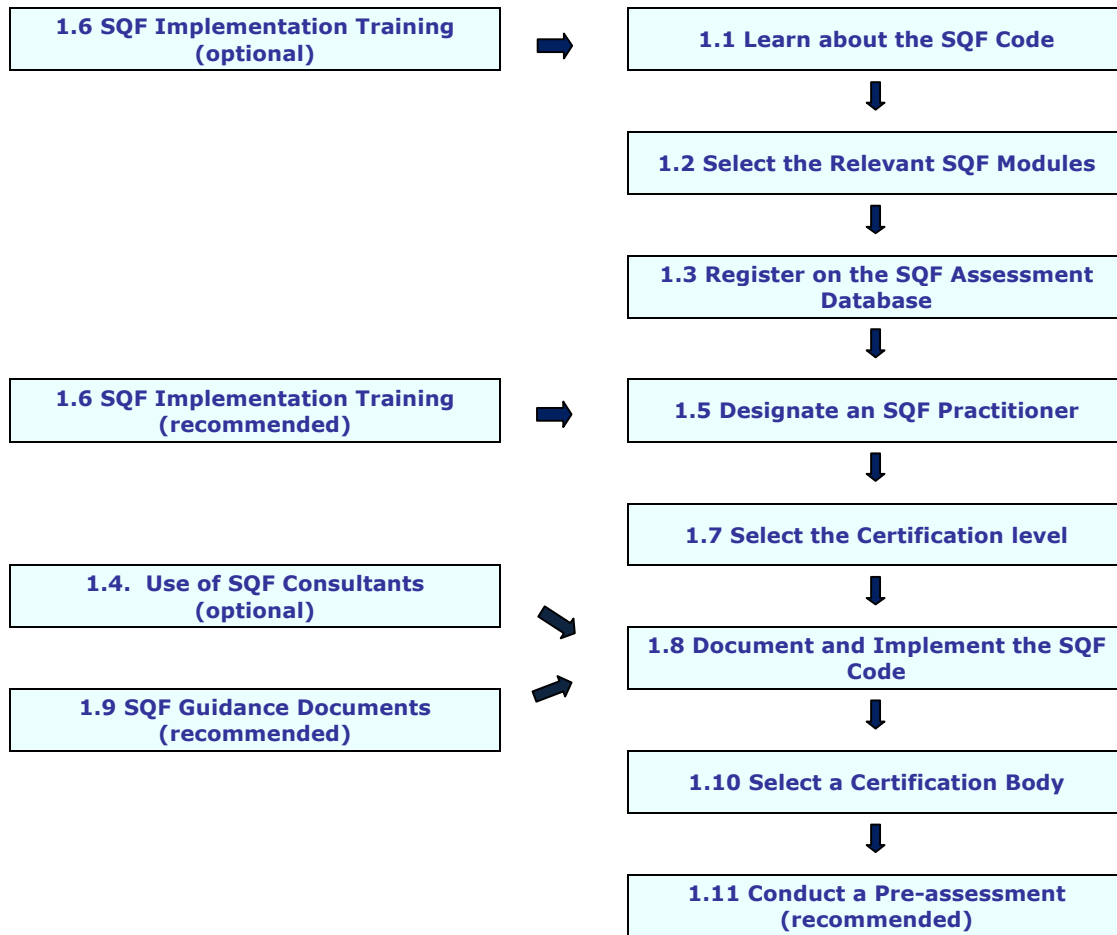 1.6 SQF Implementation Training
(optional)
1.1 Learn about the SQF Code
1.2 Select the Relevant SQF Modules
1.3 Register on the SQF Assessment
Database
1.6 SQF Implementation Training
(recommended)
1.5 Designate an SQF Practitioner
1.7 Select the Certification level
1.4.  Use of SQF Consultants
(optional)
1.8 Document and Implement the SQF
Code
1.9 SQF Guidance Documents
(recommended)
1.10 Select a Certification Body
1.11 Conduct a Pre-assessment
(recommended)